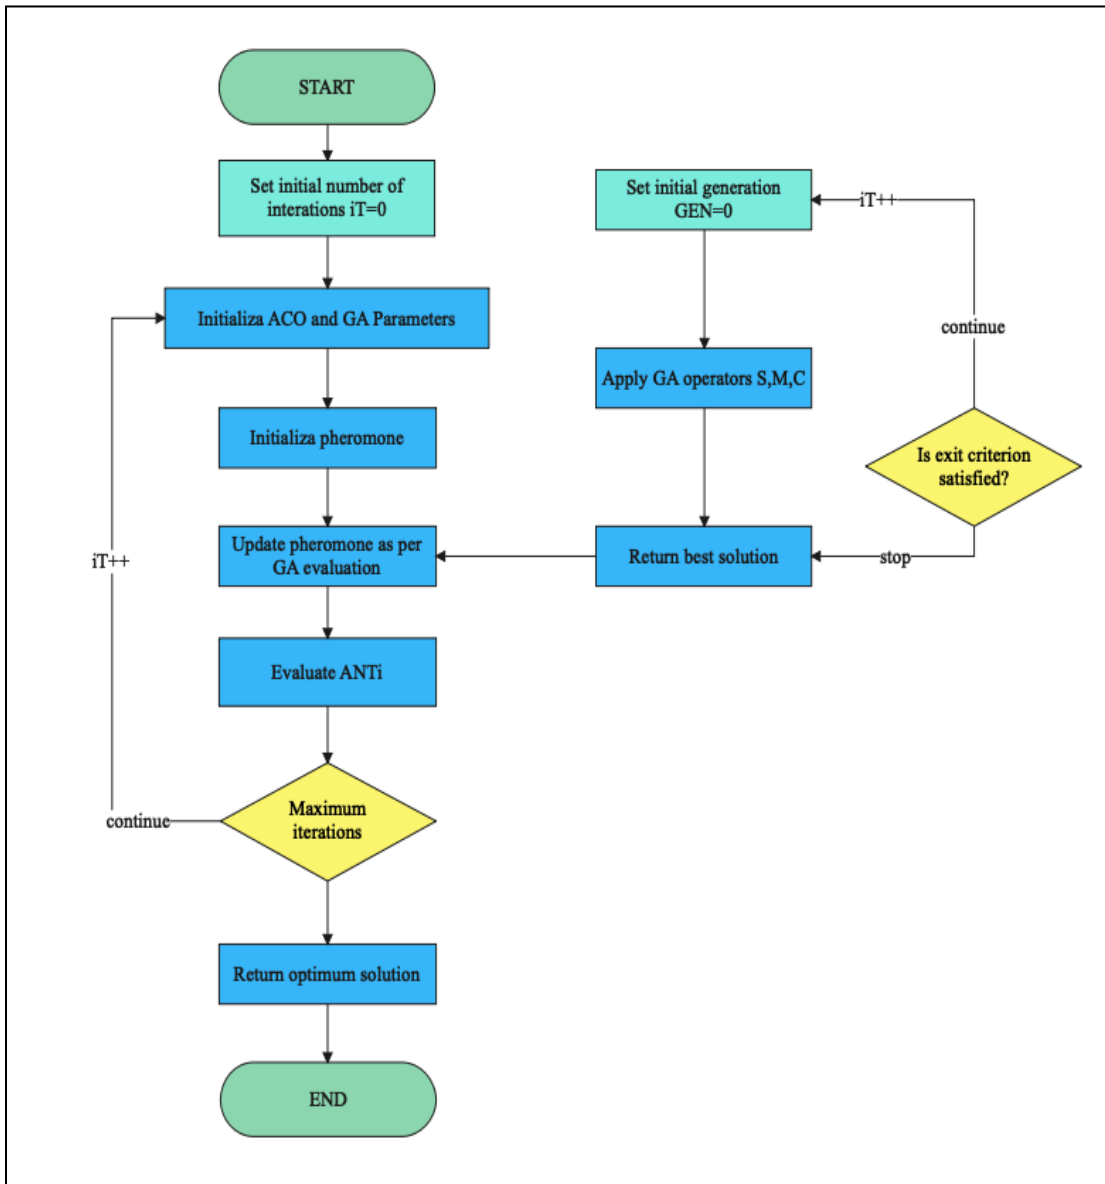 START
Set initial number of
interations iT=0
Initializa ACO and GA Parameters
Initializa pheromone
Update pheromone as per
GA evaluation
Evaluate ANTi
Maximum
iterations
continue
iT++
Return optimum solution
END
Set initial generation
GEN=0
Apply GA operators S,M,C
Return best solution
Is exit criterion
satisfied?
continue
iT++
stop